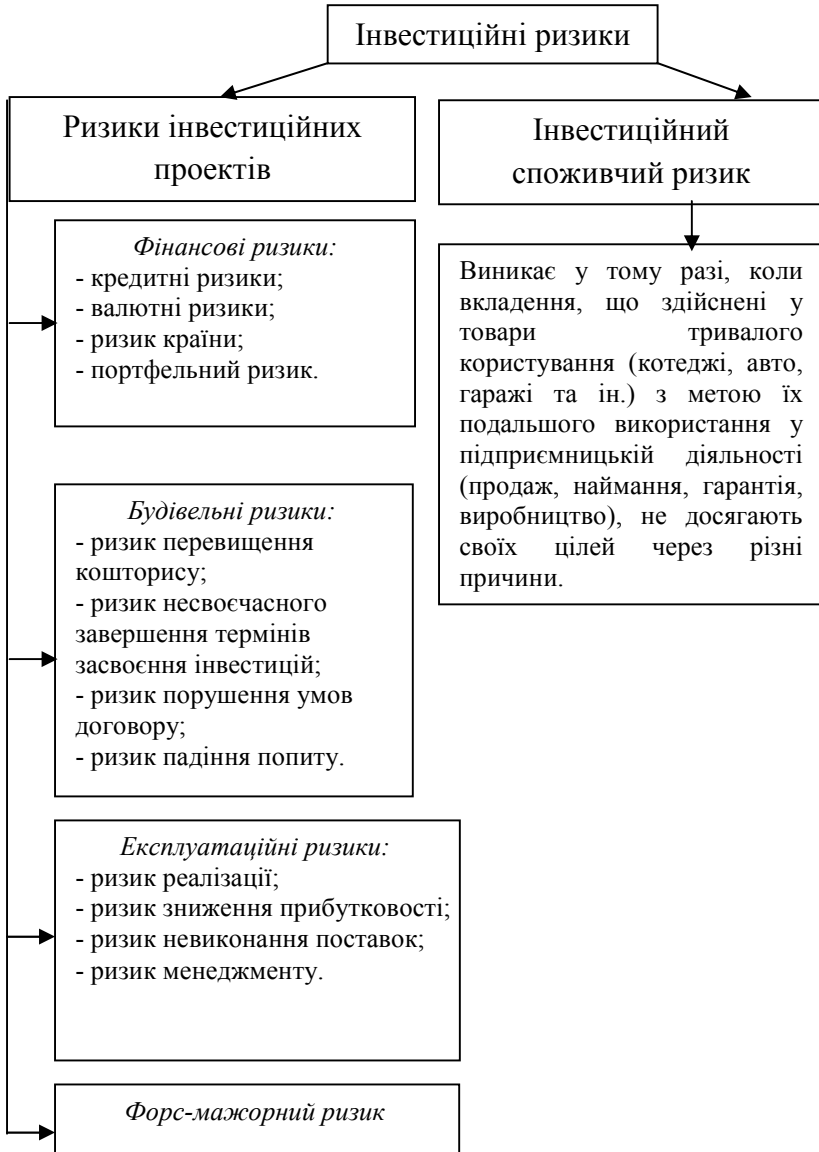 Інвестиційні ризики
Ризики інвестиційних
проектів
Фінансові ризики:
- кредитні ризики;
- валютні ризики;
- ризик країни;
- портфельний ризик.
Будівельні ризики:
- ризик перевищення
кошторису;
- ризик несвоєчасного
завершення термінів
засвоєння інвестицій;
- ризик порушення умов
договору;
- ризик падіння попиту.
Експлуатаційні ризики:
- ризик реалізації;
- ризик зниження прибутковості;
- ризик невиконання поставок;
- ризик менеджменту.
Форс-мажорний ризик
Інвестиційний
споживчий ризик
Виникає у тому разі, коли
вкладення, що здійснені у
товари тривалого
користування (котеджі, авто,
гаражі та ін.) з метою їх
подальшого використання у
підприємницькій діяльності
(продаж, наймання, гарантія,
виробництво), не досягають
своїх цілей через різні
причини.